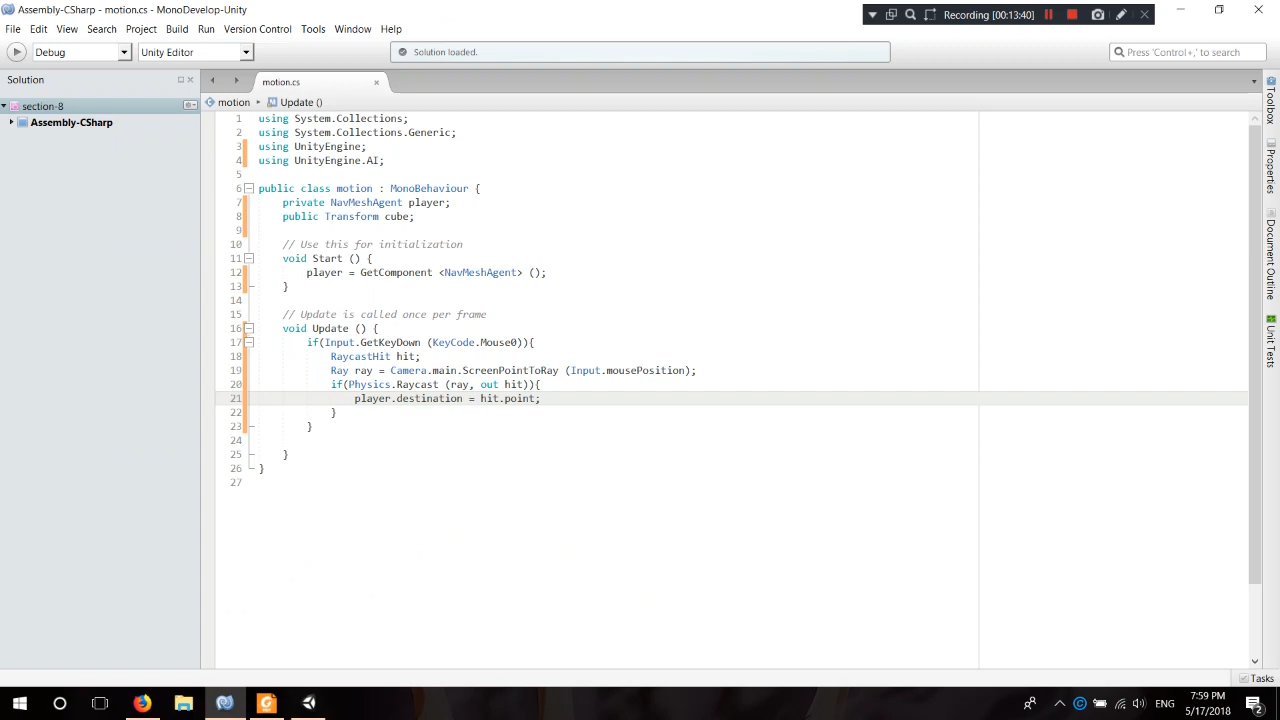 Assembly-CSharp - motion.cs - MonoDevelop-Unity
Recording [00:13:40]
File Edit View Search Project Build Run Version Control Tools Window Help
Debug Unity Editor
Solution loaded.
Press 'Control+,' to search
Solution
section-8
Assembly-CSharp
motion.cs
motion Update ()
1 using System.Collections;
2 using System.Collections.Generic;
3 using UnityEngine;
4 using UnityEngine.AI;
5
6 public class motion : MonoBehaviour {
7 private NavMeshAgent player;
8 public Transform cube;
9
10 // Use this for initialization
11 void Start () {
12 player = GetComponent <NavMeshAgent> ();
13 }
14
15 // Update is called once per frame
16 void Update () {
17 if(Input.GetKeyDown (KeyCode.Mouse0)){
18 RaycastHit hit;
19 Ray ray = Camera.main.ScreenPointToRay (Input.mousePosition);
20 if(Physics.Raycast (ray, out hit)){
21 player.destination = hit.point;
22 }
23 }
24
25 }
26 }
27
Toolbox
Properties
Document Outline
Unit Tests
Tasks
ENG
7:59 PM
5/17/2018
2